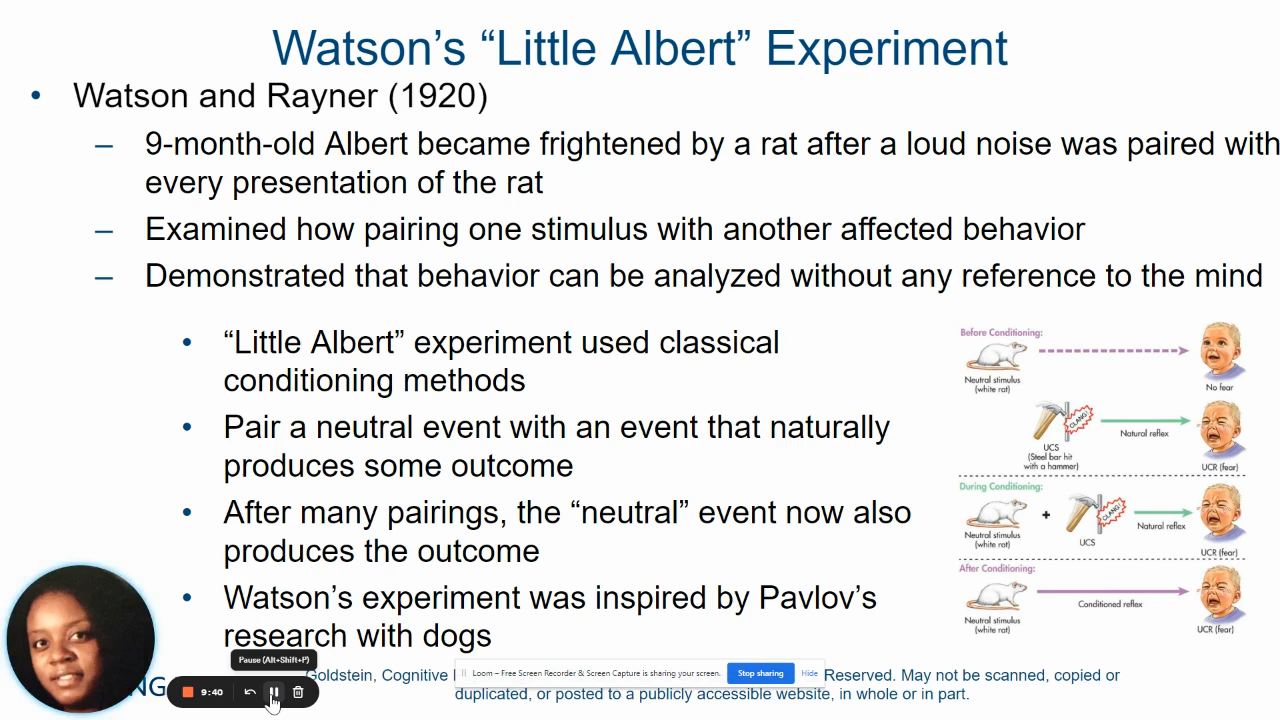 Watson’s “Little Albert” Experiment
• Watson and Rayner (1920)
– 9-month-old Albert became frightened by a rat after a loud noise was paired with
every presentation of the rat
– Examined how pairing one stimulus with another affected behavior
– Demonstrated that behavior can be analyzed without any reference to the mind
• “Little Albert” experiment used classical
conditioning methods
• Pair a neutral event with an event that naturally
produces some outcome
• After many pairings, the “neutral” event now also
produces the outcome
• Watson’s experiment was inspired by Pavlov’s
research with dogs
Before Conditioning:
Neutral stimulus
(white rat)
No fear
CLANG!
Natural reflex
UCS
(Steel bar hit
with a hammer)
UCR (fear)
During Conditioning:
+
CLANG!
Natural reflex
Neutral stimulus
(white rat)
UCS
UCR (fear)
After Conditioning:
Conditioned reflex
Neutral stimulus
(white rat)
UCR (fear)
Pause (Alt+Shift+P)
9:40
NG
Goldstein, Cognitive
Reserved. May not be scanned, copied or
duplicated, or posted to a publicly accessible website, in whole or in part.
Loom – Free Screen Recorder & Screen Capture is sharing your screen.
Stop sharing
Hide